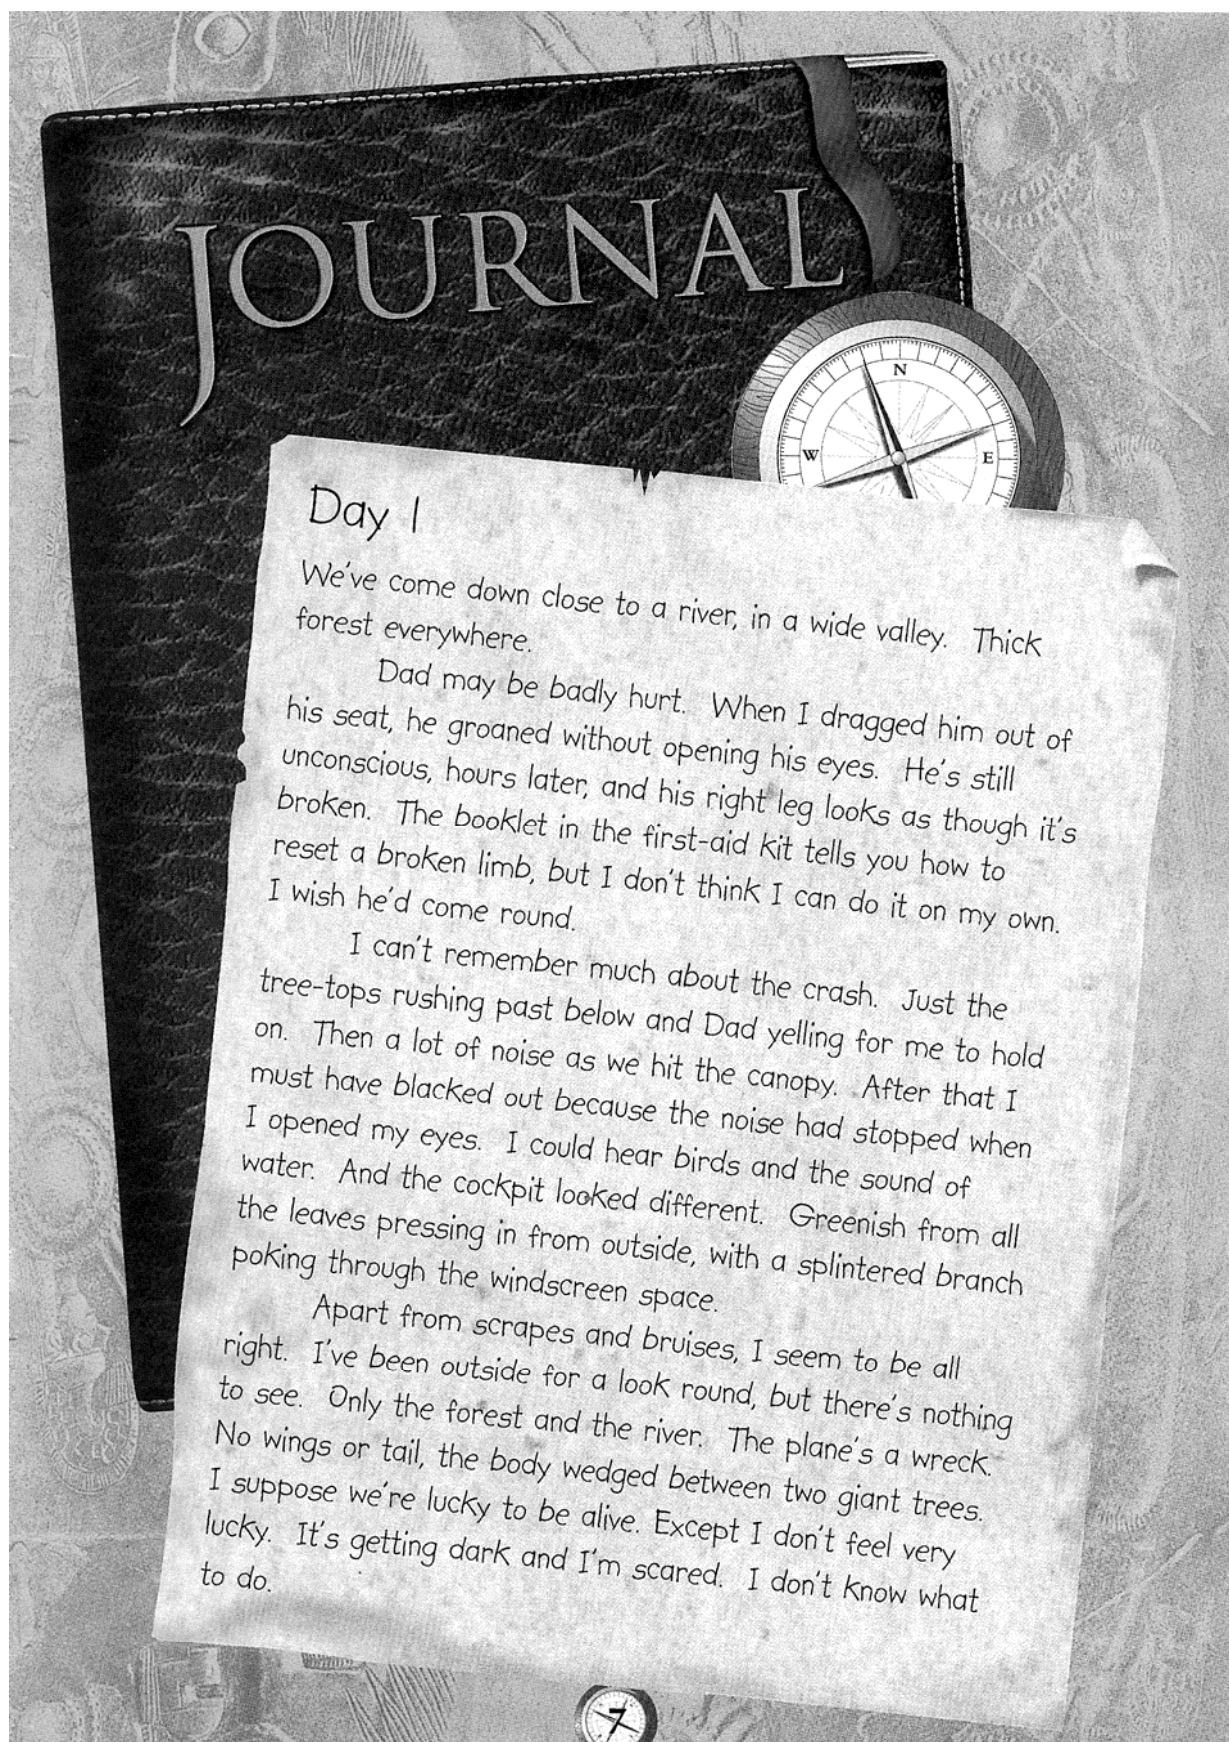 JOURNAL
N
W
E
Day 1
We've come down close to a river, in a wide valley. Thick
forest everywhere.
Dad may be badly hurt. When I dragged him out of
his seat, he groaned without opening his eyes. He's still
unconscious, hours later, and his right leg looks as though it's
broken. The booklet in the first-aid kit tells you how to
reset a broken limb, but I don't think I can do it on my own.
I wish he'd come round.
I can't remember much about the crash. Just the
tree-tops rushing past below and Dad yelling for me to hold
on. Then a lot of noise as we hit the canopy. After that I
must have blacked out because the noise had stopped when
I opened my eyes. I could hear birds and the sound of
water. And the cockpit looked different. Greenish from all
the leaves pressing in from outside, with a splintered branch
poking through the windscreen space.
Apart from scrapes and bruises, I seem to be all
right. I've been outside for a look round, but there's nothing
to see. Only the forest and the river. The plane's a wreck.
No wings or tail, the body wedged between two giant trees.
I suppose we're lucky to be alive. Except I don't feel very
lucky. It's getting dark and I'm scared. I don't know what
to do.
7